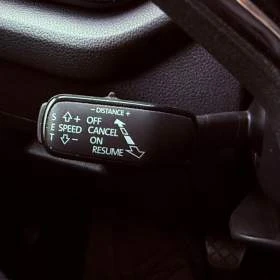 − DISTANCE +
S E T
+ OFF
SPEED CANCEL
− ON
RESUME